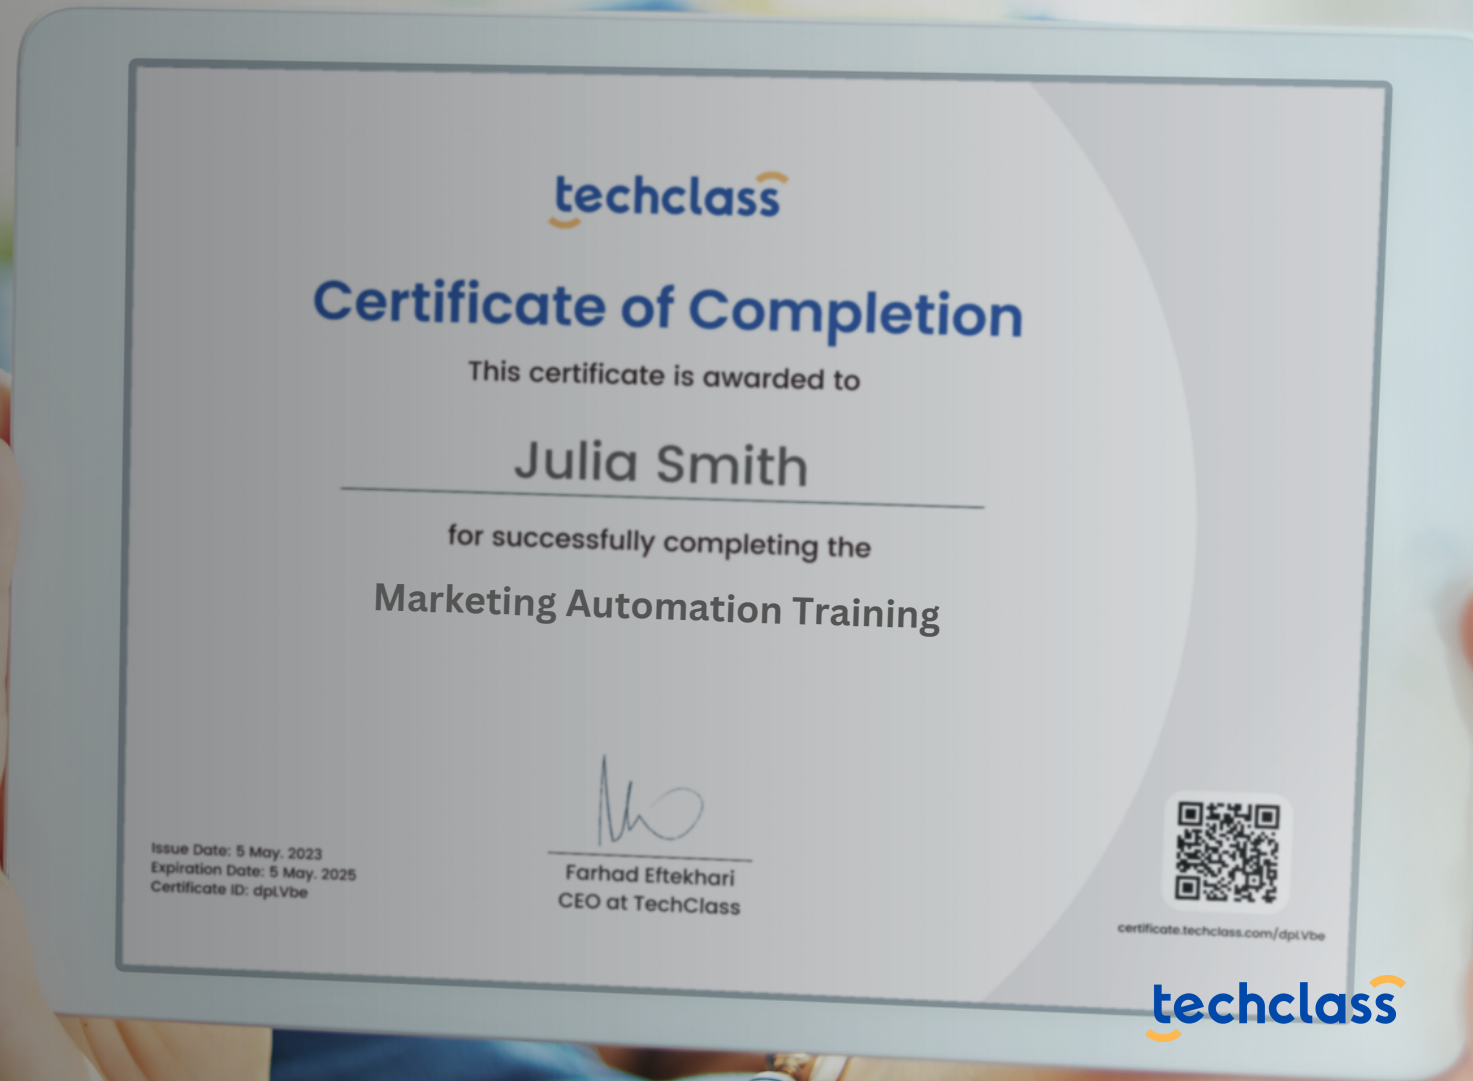 techclass
Certificate of Completion
This certificate is awarded to
Julia Smith
for successfully completing the
Marketing Automation Training
Issue Date: 5 May. 2023
Expiration Date: 5 May. 2025
Certificate ID: dpLVbe
Farhad Eftekhari
CEO at TechClass
certificate.techclass.com/dpLVbe
techclass